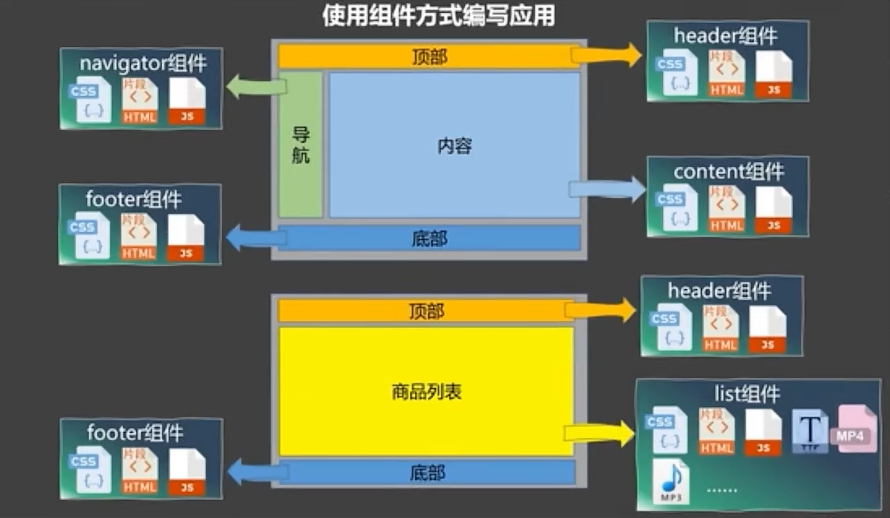 使用组件方式编写应用
navigator组件
CSS
{...}
片段
<>
HTML
JS
顶部
导航
内容
底部
header组件
CSS
{...}
片段
<>
HTML
JS
footer组件
CSS
{...}
片段
<>
HTML
JS
content组件
CSS
{...}
片段
<>
HTML
JS
顶部
商品列表
底部
header组件
CSS
{...}
片段
<>
HTML
JS
footer组件
CSS
{...}
片段
<>
HTML
JS
list组件
CSS
{...}
片段
<>
HTML
JS
T
TTF
MP4
MP3
......